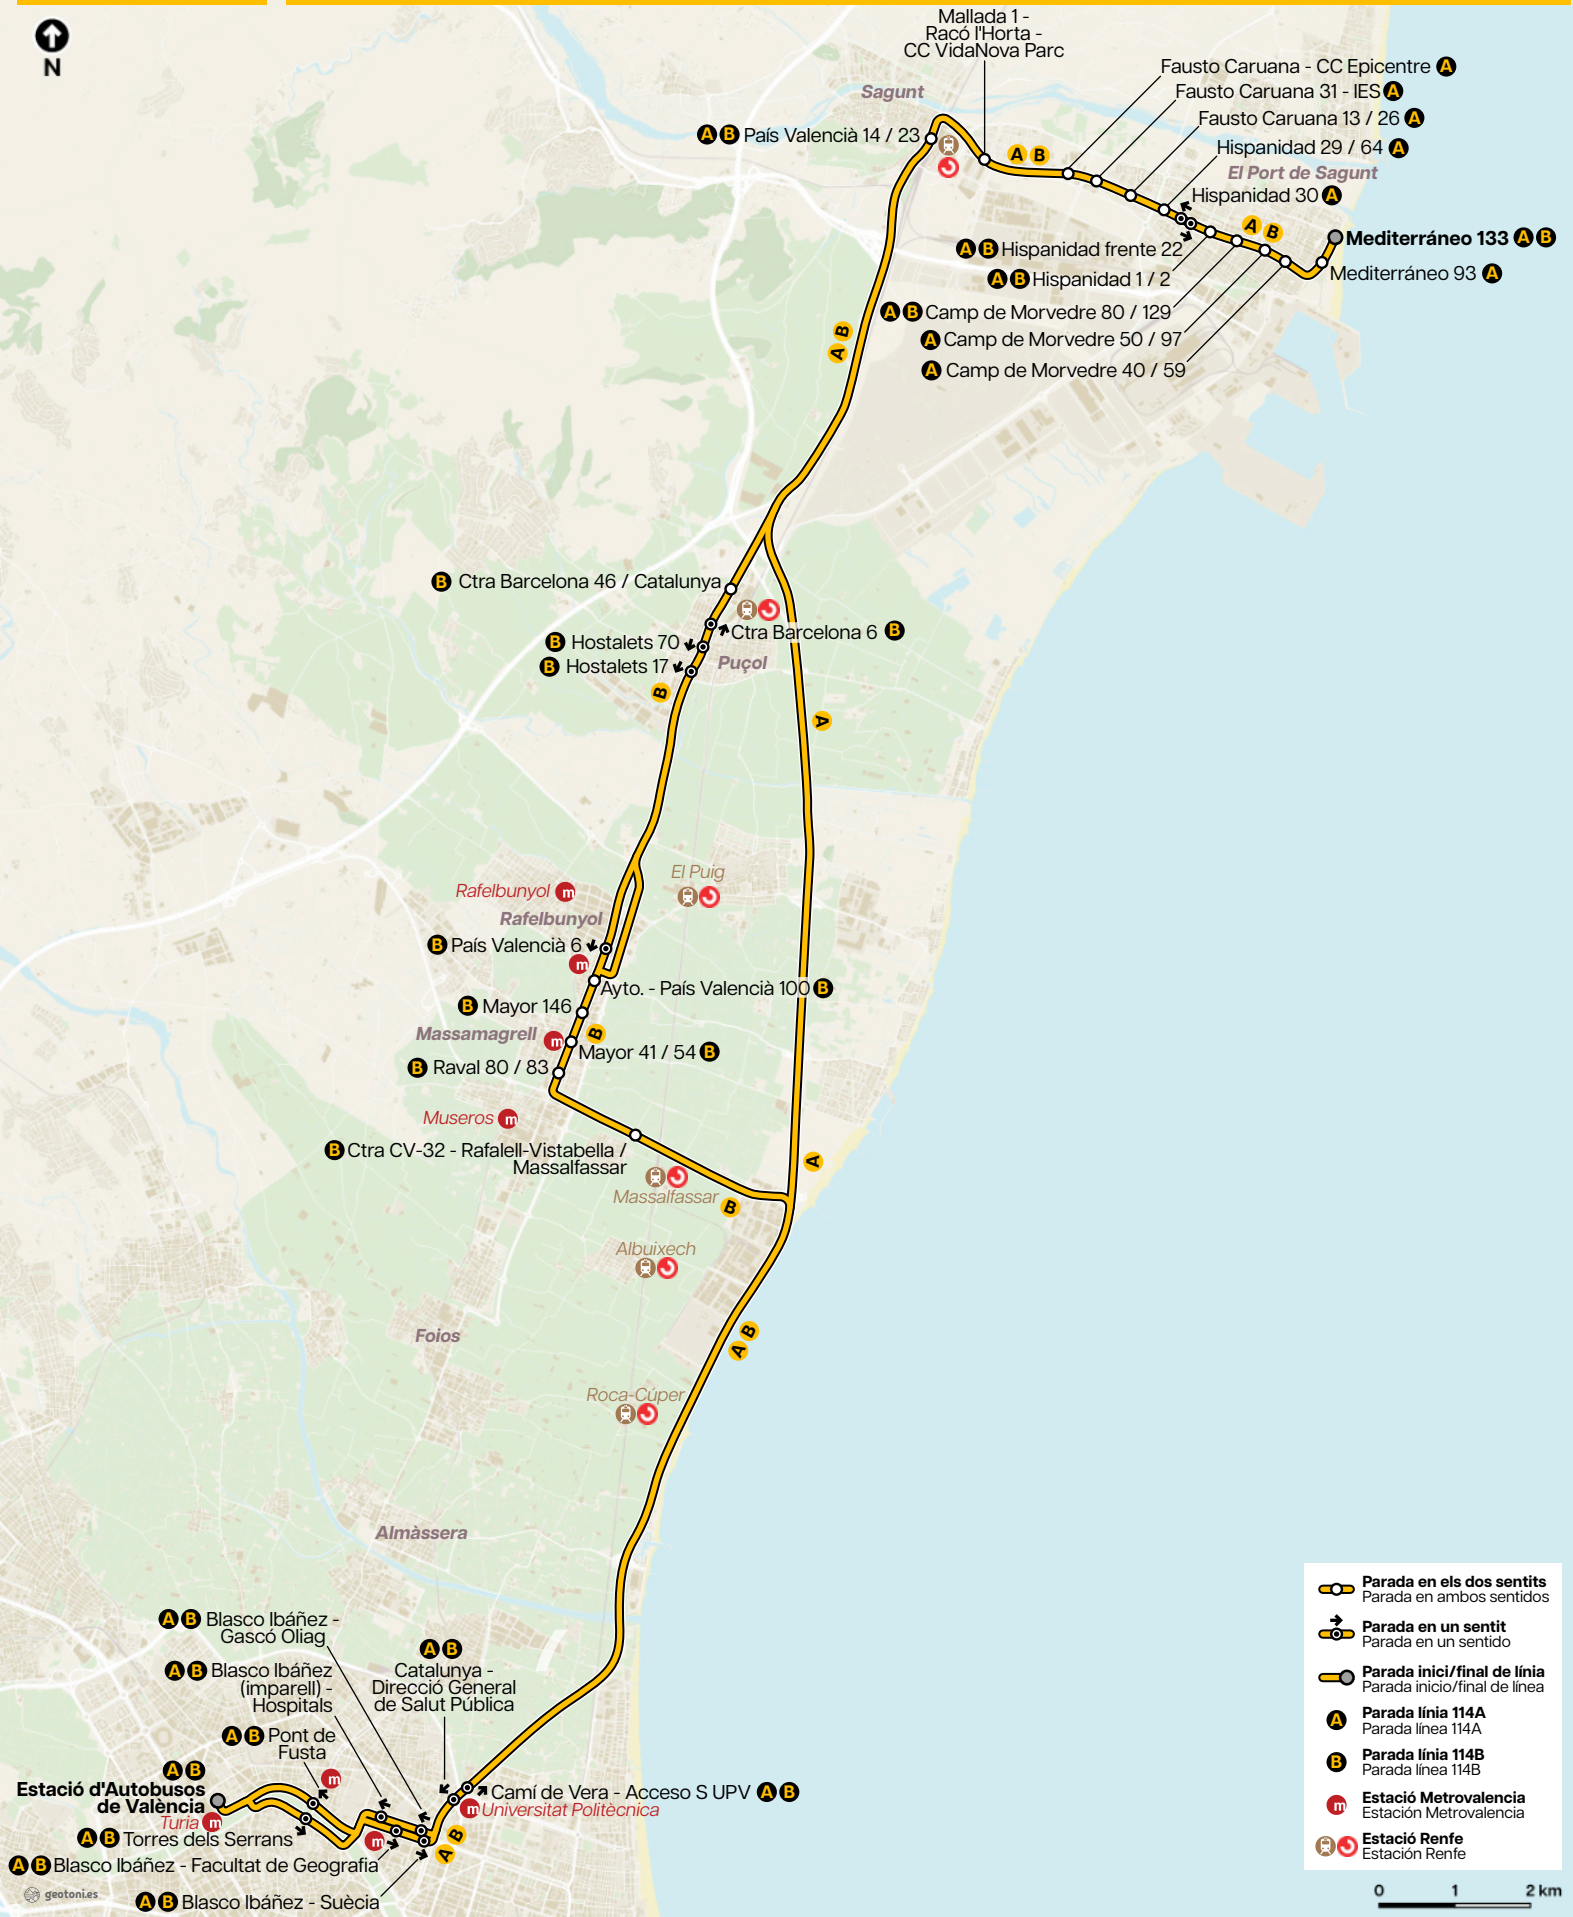 N
Mallada 1 -
Racó l'Horta -
CC VidaNova Parc
Sagunt
Fausto Caruana - CC Epicentre A
Fausto Caruana 31 - IES A
Fausto Caruana 13 / 26 A
A B País Valencià 14 / 23
A B
Hispanidad 29 / 64 A
El Port de Sagunt
Hispanidad 30 A
A B
Mediterráneo 133 A B
A B Hispanidad frente 22
Mediterráneo 93 A
A B Hispanidad 1 / 2
A B Camp de Morvedre 80 / 129
A Camp de Morvedre 50 / 97
A Camp de Morvedre 40 / 59
A B
B Ctra Barcelona 46 / Catalunya
Ctra Barcelona 6 B
B Hostalets 70
B Hostalets 17
Puçol
B
A
El Puig
Rafelbunyol m
Rafelbunyol
B País Valencià 6
m
Ayto. - País Valencià 100 B
B Mayor 146
Massamagrell m
B
Mayor 41 / 54 B
B Raval 80 / 83
Museros m
B Ctra CV-32 - Rafalell-Vistabella /
Massalfassar
A
Massalfassar
B
Albuixech
A B
Foios
Roca-Cúper
Almàssera
A B Blasco Ibáñez -
Gascó Oliag
A B
Catalunya -
Direcció General
de Salut Pública
A B Blasco Ibáñez
(imparell) -
Hospitals
A B Pont de
Fusta
m
A B
Estació d'Autobusos
de València
Turia m
Camí de Vera - Acceso S UPV A B
m Universitat Politècnica
A B Torres dels Serrans
m
A B
A B Blasco Ibáñez - Facultat de Geografia
A B Blasco Ibáñez - Suècia
geotoni.es
Parada en els dos sentits
Parada en ambos sentidos
Parada en un sentit
Parada en un sentido
Parada inici/final de línia
Parada inicio/final de línea
A Parada línia 114A
Parada línea 114A
B Parada línia 114B
Parada línea 114B
m Estació Metrovalencia
Estación Metrovalencia
Estació Renfe
Estación Renfe
0 1 2 km